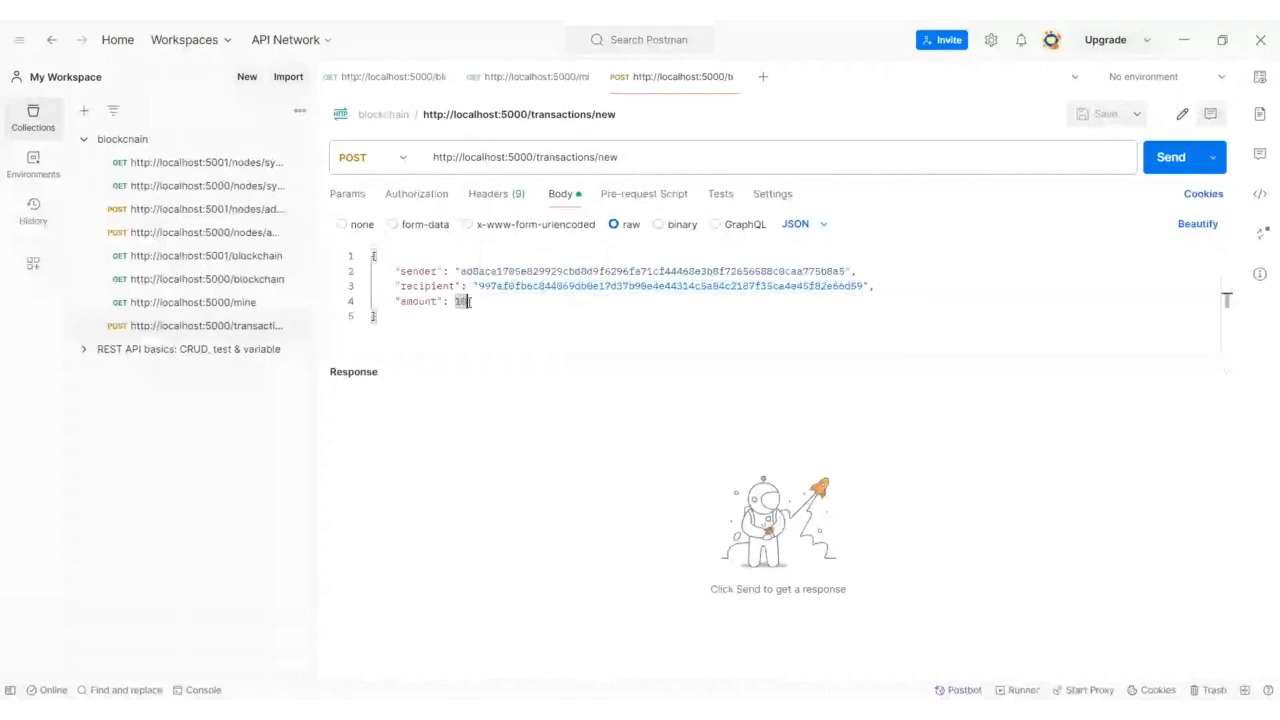 Home Workspaces API Network Search Postman Invite Upgrade
My Workspace New Import GET http://localhost:5000/bl GET http://localhost:5000/mi POST http://localhost:5000/t No environment
Collections
Environments
History
blockcnain
GET http://localhost:5001/nodes/sy...
GET http://localhost:5000/nodes/sy...
POST http://localhost:5001/nodes/ad...
POST http://localhost:5000/nodes/a...
GET http://localhost:5001/blockchain
GET http://localhost:5000/blockchain
GET http://localhost:5000/mine
POST http://localhost:5000/transacti...
REST API basics: CRUD, test & variable
blockchain / http://localhost:5000/transactions/new Save
POST http://localhost:5000/transactions/new Send
Params Authorization Headers (9) Body Pre-request Script Tests Settings Cookies
none form-data x-www-form-urlencoded raw binary GraphQL JSON Beautify
1 {
2 "sender":
3 "recipient":
4 "amount": 10
5 }
Response
Click Send to get a response
Online Find and replace Console Postbot Runner Start Proxy Cookies Trash